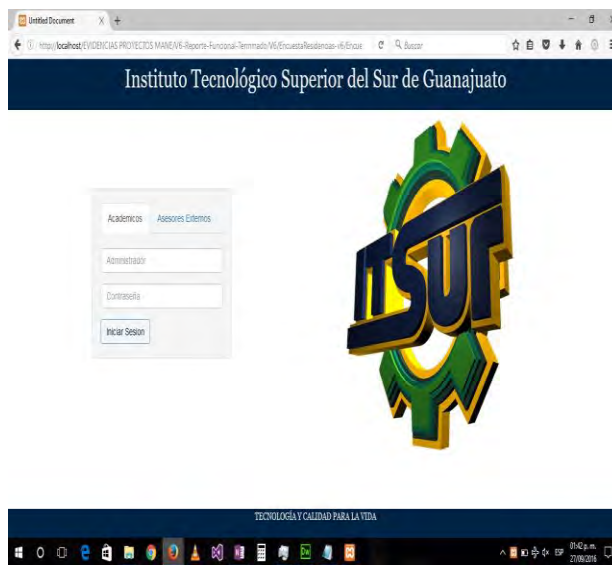 Untitled Document
http://localhost/EVIDENCIAS PROYECTOS MANE/V6-Reporte-Funcional-Terminado/V6/EncuestaResidencias-v6/Encue
Buscar
Instituto Tecnológico Superior del Sur de Guanajuato
Academicos
Asesores Externos
Administrador
Contraseña
Iniciar Sesion
ITSUR
TECNOLOGÍA Y CALIDAD PARA LA VIDA
ESP
01:42 p. m.
27/09/2016